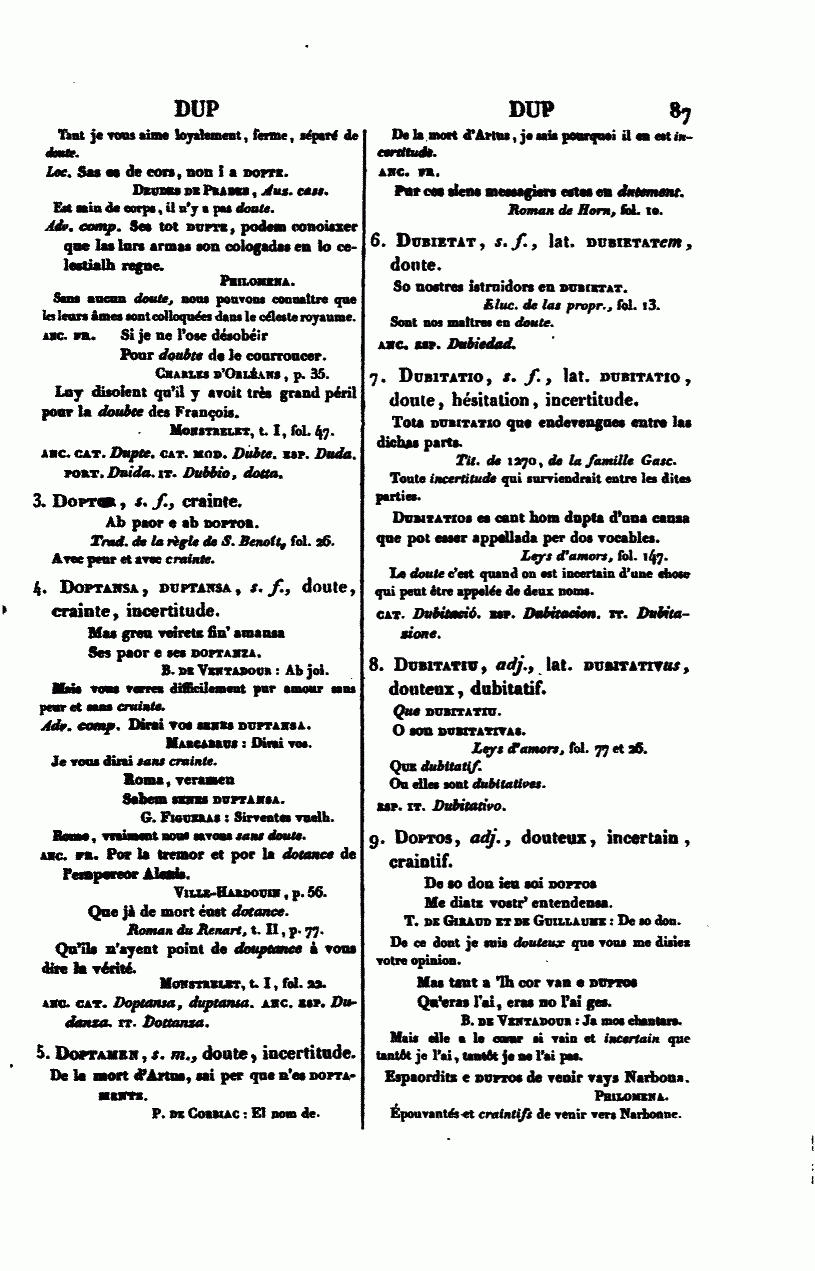 DUP
DUP 87
Tant je vous aime loyalement, ferme, séparé de
doute.
Loc. Sas es de cors, non i a DOPTE.
DEUDES DE PRADES, Aus. cass.
Est sain de corps, il n'y a pas doute.
Adv. comp. Ses tot DUPTE, podem conoisxer
que las lurs armas son cologadas en lo ce-
lestialh regne.
PHILOMENA.
Sans aucun doute, nous pouvons connaître que
les leurs âmes sont colloquées dans le céleste royaume.
ANC. FR. Si je ne l'ose désobéir
Pour doubte de le courroucer.
CHARLES D'ORLÉANS, p. 35.
Luy disoient qu'il y avoit très grand péril
pour la doubte des François.
MONSTRELET, t. I, fol. 47.
ANC. CAT. Dupte. CAT. MOD. Dubte. ESP. Duda.
PORT. Duida. IT. Dubbio, dotta.
3. DOPTOR, s. f., crainte.
Ab paor e ab DOPTOR.
Trad. de la règle de S. Benoît, fol. 26.
Avec peur et avec crainte.
4. DOPTANSA, DUPTANSA, s. f., doute,
crainte, incertitude.
Mas greu veiretz fin' amansa
Ses paor e ses DOPTANZA.
B. DE VENTADOUR : Ab joi.
Mais vous verrez difficilement pur amour sans
peur et sans crainte.
Adv. comp. Dirai vos SENES DUPTANSA.
MARCABRUS : Dirai vos.
Je vous dirai sans crainte.
Roma, veramen
Sabem SENES DUPTANSA.
G. FIGUERAS : Sirventes vuelh.
Rome, vraiment nous savons sans doute.
ANC. FR. Por la tremor et por la dotance de
l'empereor Alexis.
VILLE-HARDOUIN, p. 56.
Que jà de mort éust dotance.
Roman du Renart, t. II, p. 77.
Qu'ils n'ayent point de douptance à vous
dire la vérité.
MONSTRELET, t. I, fol. 22.
ANC. CAT. Doptansa, duptansa. ANC. ESP. Du-
danza. IT. Dottanza.
5. DOPTAMEN, s. m., doute, incertitude.
De la mort d'Artus, sai per que n'es DOPTA-
MENTZ.
P. DE CORBIAC : El nom de.
De la mort d'Artus, je sais pourquoi il en est in-
certitude.
ANC. FR.
Par ces siens messagiers estes en dutement.
Roman de Horn, fol. 10.
6. DUBIETAT, s. f., lat. DUBIETATem,
doute.
So nostres istruidors en DUBIETAT.
Eluc. de las propr., fol. 13.
Sont nos maîtres en doute.
ANC. ESP. Dubiedad.
7. DUBITATIO, s. f., lat. DUBITATIO,
doute, hésitation, incertitude.
Tota DUBITATIO que endevengues entre las
dichas parts.
Tit. de 1270, de la famille Gasc.
Toute incertitude qui surviendrait entre les dites
parties.
DUBITATIOS es cant hom dupta d'una causa
que pot esser appellada per dos vocables.
Leys d'amors, fol. 147.
Le doute c'est quand on est incertain d'une chose
qui peut être appelée de deux noms.
CAT. Dubitació. ESP. Dubitacion. IT. Dubita-
sione.
8. DUBITATIU, adj., lat. DUBITATIVus,
douteux, dubitatif.
Que DUBITATIU.
O son DUBITATIVAS.
Leys d'amors, fol. 77 et 26.
Que dubitatif.
Ou elles sont dubitatives.
ESP. IT. Dubitativo.
9. DOPTOS, adj., douteux, incertain,
craintif.
De so don ieu soi DOPTOS
Me diatz vostr' entendensa.
T. DE GIRAUD ET DE GUILLAUME : De so don.
De ce dont je suis douteux que vous me disiez
votre opinion.
Mas tant a 'lh cor van e DUPTOS
Qu'eras l'ai, eras no l'ai ges.
B. DE VENTADOUR : Ja mos chantars.
Mais elle a le cœur si vain et incertain que
tantôt je l'ai, tantôt je ne l'ai pas.
Espaordits e DUPTOS de venir vays Narbona.
PHILOMENA.
Épouvantés et craintifs de venir vers Narbonne.